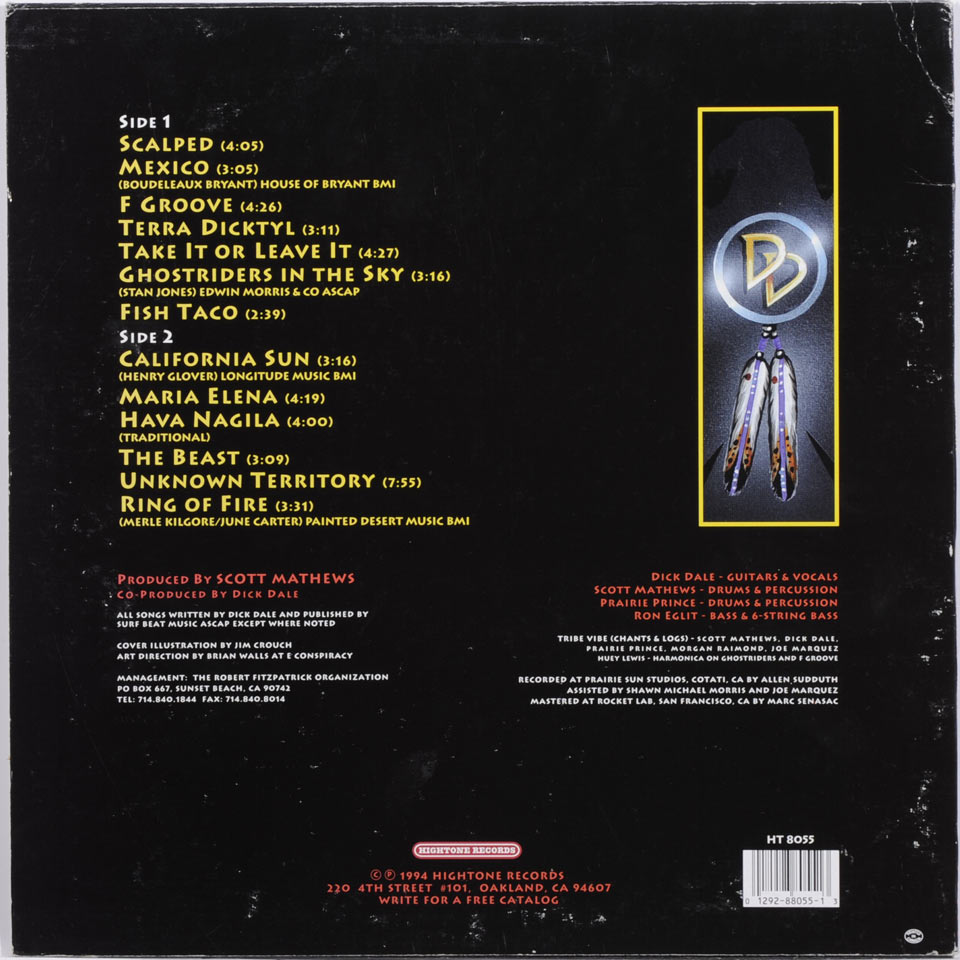 SIDE 1
SCALPED (4:05)
MEXICO (3:05)
(BOUDELEAUX BRYANT) HOUSE OF BRYANT BMI
F GROOVE (4:26)
TERRA DICKTYL (3:11)
TAKE IT OR LEAVE IT (4:27)
GHOSTRIDERS IN THE SKY (3:16)
(STAN JONES) EDWIN MORRIS & CO ASCAP
FISH TACO (2:39)
SIDE 2
CALIFORNIA SUN (3:16)
(HENRY GLOVER) LONGITUDE MUSIC BMI
MARIA ELENA (4:19)
HAVA NAGILA (4:00)
(TRADITIONAL)
THE BEAST (3:09)
UNKNOWN TERRITORY (7:55)
RING OF FIRE (3:31)
(MERLE KILGORE/JUNE CARTER) PAINTED DESERT MUSIC BMI
DD
PRODUCED BY SCOTT MATHEWS
CO-PRODUCED BY DICK DALE
ALL SONGS WRITTEN BY DICK DALE AND PUBLISHED BY
SURF BEAT MUSIC ASCAP EXCEPT WHERE NOTED
COVER ILLUSTRATION BY JIM CROUCH
ART DIRECTION BY BRIAN WALLS AT E CONSPIRACY
MANAGEMENT: THE ROBERT FITZPATRICK ORGANIZATION
PO BOX 667, SUNSET BEACH, CA 90742
TEL: 714.840.1844 FAX: 714.840.8014
DICK DALE - GUITARS & VOCALS
SCOTT MATHEWS - DRUMS & PERCUSSION
PRAIRIE PRINCE - DRUMS & PERCUSSION
RON EGLIT - BASS & 6-STRING BASS
TRIBE VIBE (CHANTS & LOGS) - SCOTT MATHEWS, DICK DALE,
PRAIRIE PRINCE, MORGAN RAIMOND, JOE MARQUEZ
HUEY LEWIS - HARMONICA ON GHOSTRIDERS AND F GROOVE
RECORDED AT PRAIRIE SUN STUDIOS, COTATI, CA BY ALLEN SUDDUTH
ASSISTED BY SHAWN MICHAEL MORRIS AND JOE MARQUEZ
MASTERED AT ROCKET LAB, SAN FRANCISCO, CA BY MARC SENASAC
HIGHTONE RECORDS
© ℗ 1994 HIGHTONE RECORDS
220 4TH STREET #101, OAKLAND, CA 94607
WRITE FOR A FREE CATALOG
HT 8055
0 1292-88055-1 3